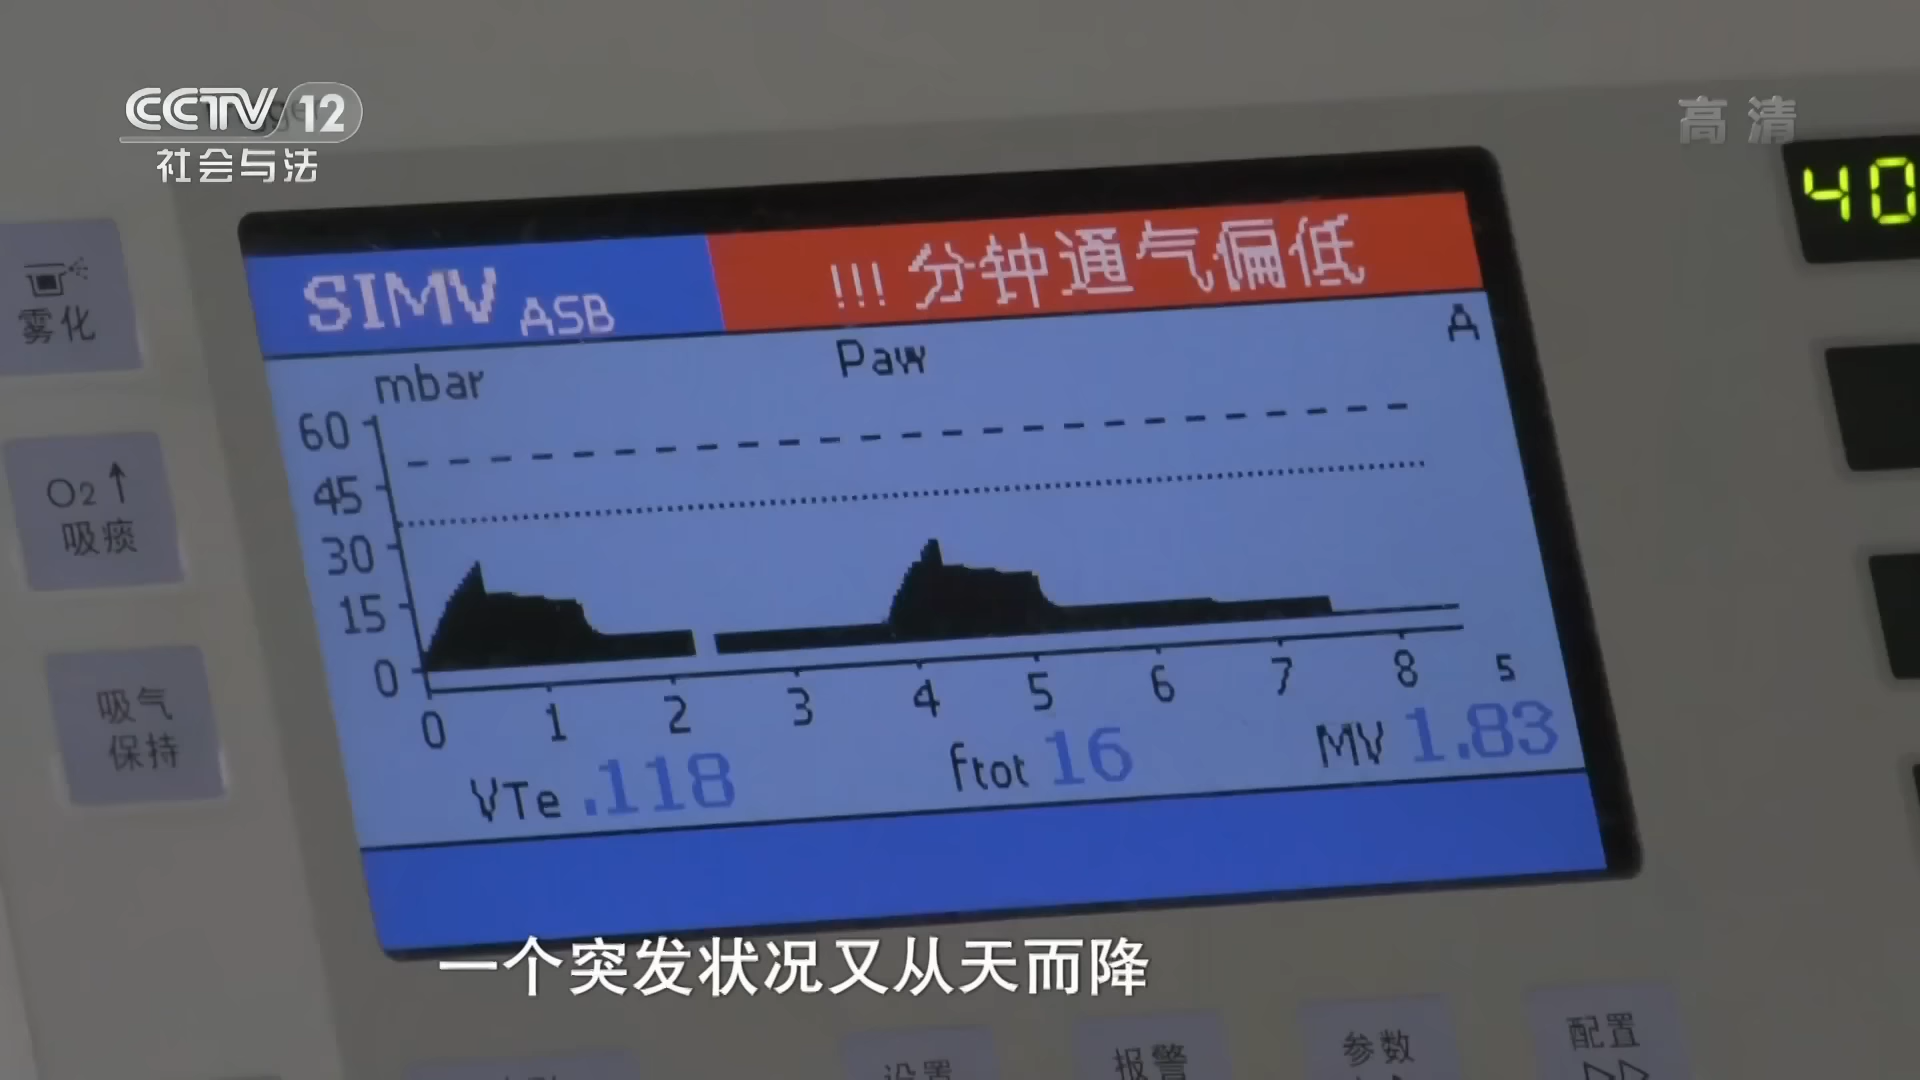 CCTV 12
社会与法
高清
40
雾化
O2↑
吸痰
吸气
保持
SIMV ASB
!!! 分钟通气偏低
A
mbar
Paw
60
45
30
15
0
0 1 2 3 4 5 6 7 8 s
VTe .118 ftot 16 MV 1.83
一个突发状况又从天而降
设置
报警
参数
配置